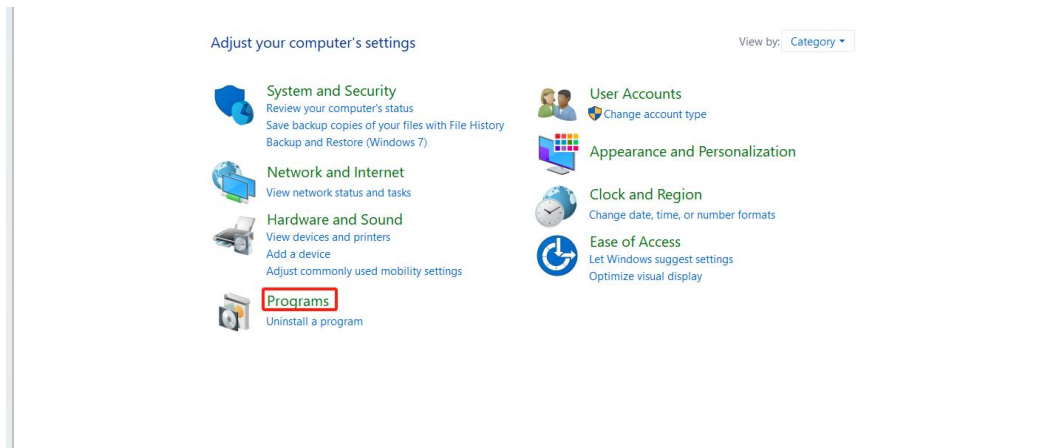 Adjust your computer's settings
View by: Category
System and Security
Review your computer's status
Save backup copies of your files with File History
Backup and Restore (Windows 7)
Network and Internet
View network status and tasks
Hardware and Sound
View devices and printers
Add a device
Adjust commonly used mobility settings
Programs
Uninstall a program
User Accounts
Change account type
Appearance and Personalization
Clock and Region
Change date, time, or number formats
Ease of Access
Let Windows suggest settings
Optimize visual display